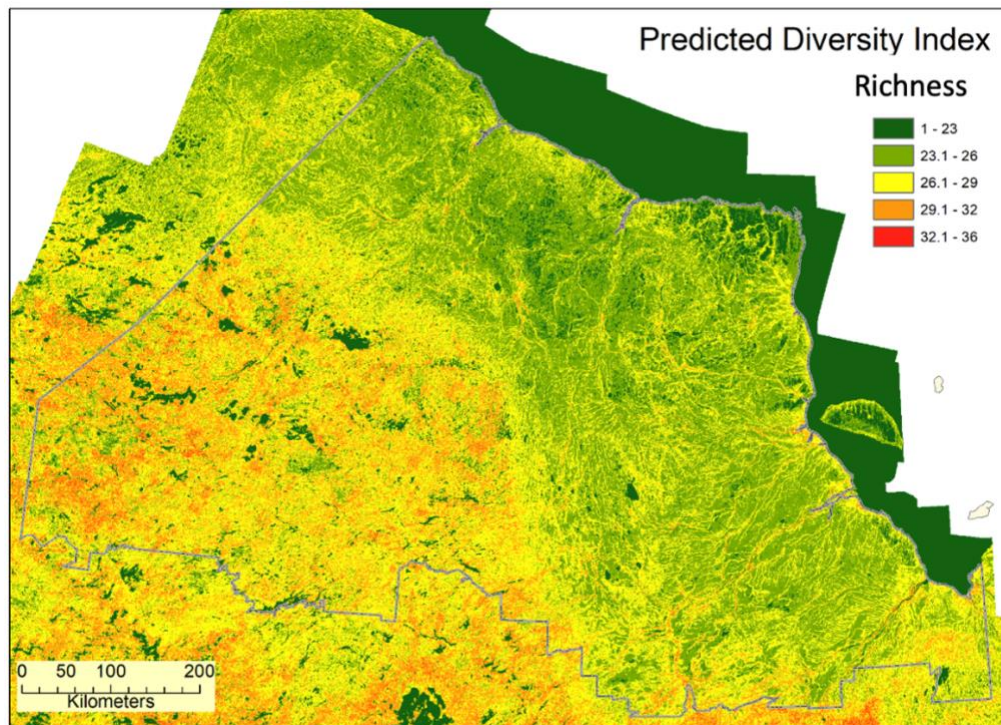 Predicted Diversity Index
Richness
1 - 23
23.1 - 26
26.1 - 29
29.1 - 32
32.1 - 36
0 50 100 200
Kilometers